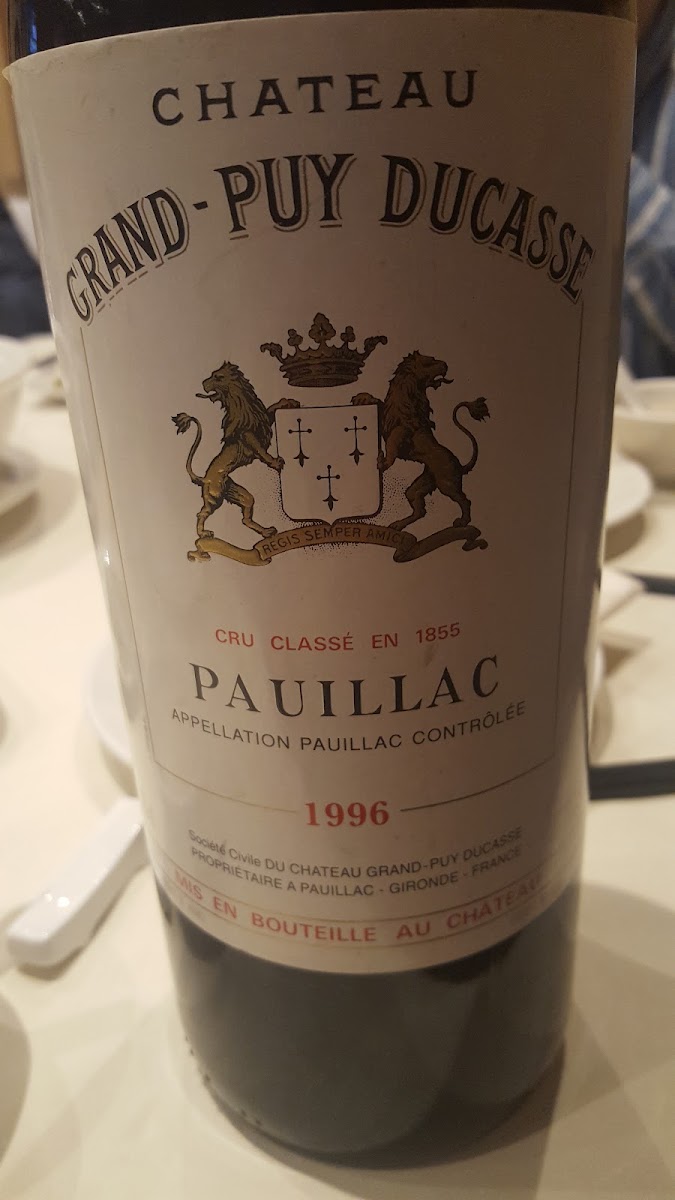 CHATEAU
GRAND-PUY DUCASSE
REGIS SEMPER AMICI
CRU CLASSÉ EN 1855
PAUILLAC
APPELLATION PAUILLAC CONTRÔLÉE
1996
Société Civile DU CHATEAU GRAND-PUY DUCASSE
PROPRIÉTAIRE A PAUILLAC - GIRONDE - FRANCE
MIS EN BOUTEILLE AU CHATEAU